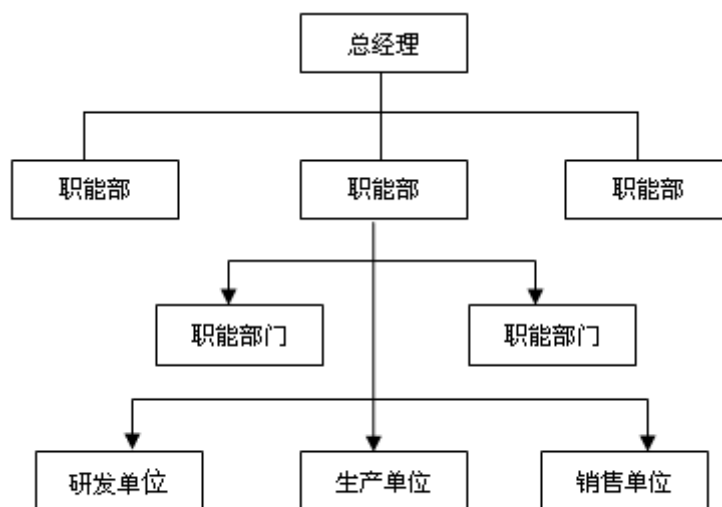 总经理
职能部
职能部
职能部
职能部门
职能部门
研发单位
生产单位
销售单位